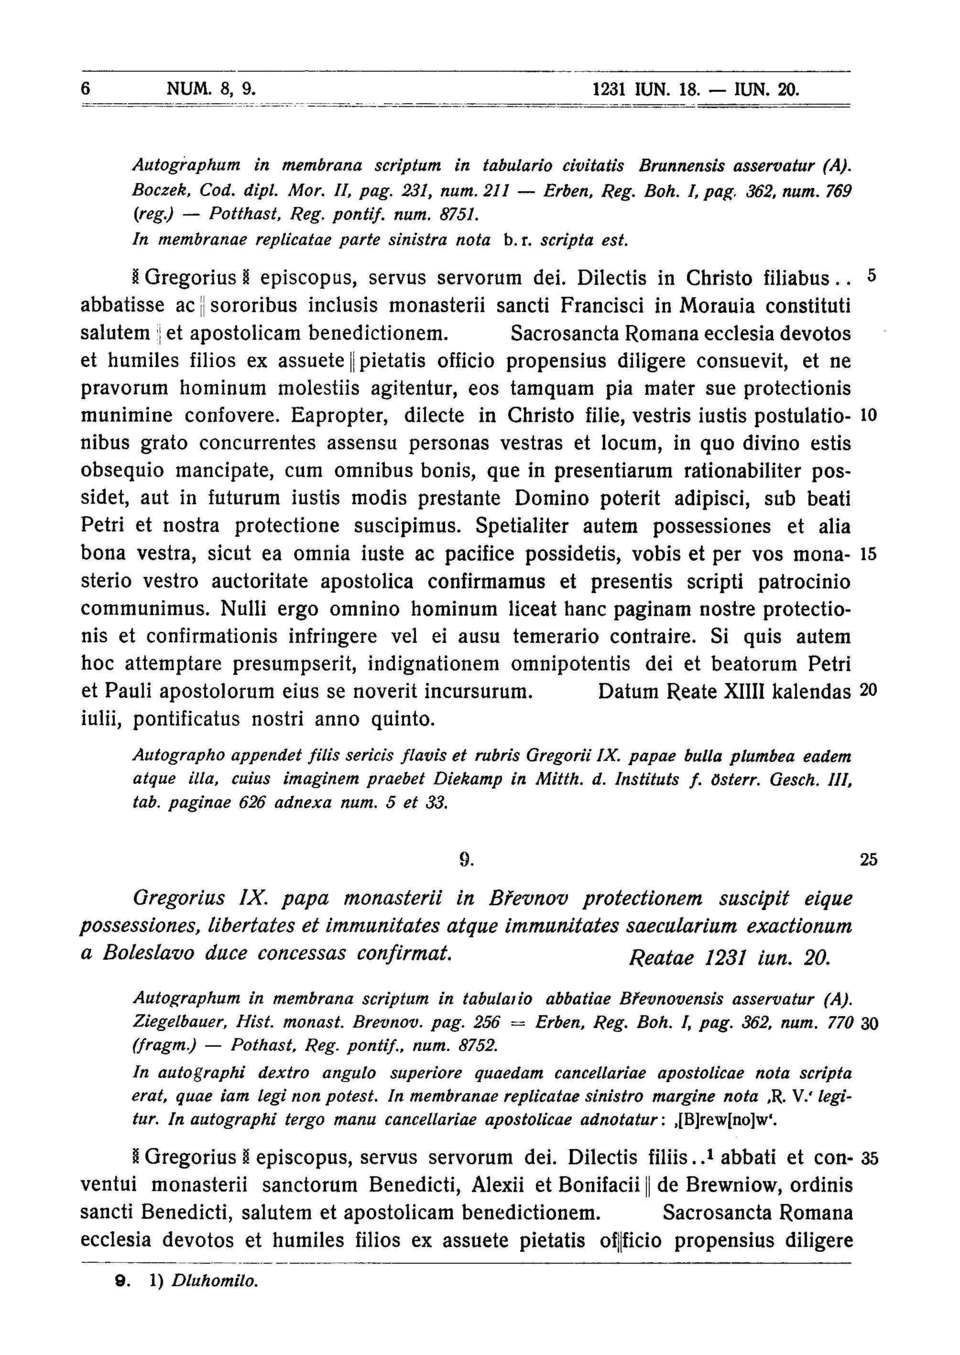 6 NUM. 8, 9. 1231 IUN. 18. — IUN. 20.
Autographum in membrana scriptum in tabulario civitatis Brunnensis asservatur (A).
Boczek, Cod. dipl. Mor. II, pag. 231, num. 211 — Erben, Reg. Boh. I, pag. 362, num. 769
(reg.) — Potthast, Reg. pontif. num. 8751.
In membranae replicatae parte sinistra nota b. r. scripta est.
⁑ Gregorius ⁑ episcopus, servus servorum dei. Dilectis in Christo filiabus . . 5
abbatisse ac || sororibus inclusis monasterii sancti Francisci in Morauia constituti
salutem || et apostolicam benedictionem. Sacrosancta Romana ecclesia devotos
et humiles filios ex assuete || pietatis officio propensius diligere consuevit, et ne
pravorum hominum molestiis agitentur, eos tamquam pia mater sue protectionis
munimine confovere. Eapropter, dilecte in Christo filie, vestris iustis postulatio- 10
nibus grato concurrentes assensu personas vestras et locum, in quo divino estis
obsequio mancipate, cum omnibus bonis, que in presentiarum rationabiliter pos-
sidet, aut in futurum iustis modis prestante Domino poterit adipisci, sub beati
Petri et nostra protectione suscipimus. Spetialiter autem possessiones et alia
bona vestra, sicut ea omnia iuste ac pacifice possidetis, vobis et per vos mona- 15
sterio vestro auctoritate apostolica confirmamus et presentis scripti patrocinio
communimus. Nulli ergo omnino hominum liceat hanc paginam nostre protectio-
nis et confirmationis infringere vel ei ausu temerario contraire. Si quis autem
hoc attemptare presumpserit, indignationem omnipotentis dei et beatorum Petri
et Pauli apostolorum eius se noverit incursurum. Datum Reate XIIII kalendas 20
iulii, pontificatus nostri anno quinto.
Autographo appendet filis sericis flavis et rubris Gregorii IX. papae bulla plumbea eadem
atque illa, cuius imaginem praebet Diekamp in Mitth. d. Instituts f. österr. Gesch. III,
tab. paginae 626 adnexa num. 5 et 33.
9. 25
Gregorius IX. papa monasterii in Břevnov protectionem suscipit eique
possessiones, libertates et immunitates atque immunitates saecularium exactionum
a Boleslavo duce concessas confirmat. Reatae 1231 iun. 20.
Autographum in membrana scriptum in tabulario abbatiae Břevnovensis asservatur (A).
Ziegelbauer, Hist. monast. Brevnov. pag. 256 = Erben, Reg. Boh. I, pag. 362, num. 770 30
(fragm.) — Pothast, Reg. pontif., num. 8752.
In autographi dextro angulo superiore quaedam cancellariae apostolicae nota scripta
erat, quae iam legi non potest. In membranae replicatae sinistro margine nota ‚R. V.‘ legi-
tur. In autographi tergo manu cancellariae apostolicae adnotatur: ‚[B]rew[no]w‘.
⁑ Gregorius ⁑ episcopus, servus servorum dei. Dilectis filiis . .¹ abbati et con- 35
ventui monasterii sanctorum Benedicti, Alexii et Bonifacii || de Brewniow, ordinis
sancti Benedicti, salutem et apostolicam benedictionem. Sacrosancta Romana
ecclesia devotos et humiles filios ex assuete pietatis of||ficio propensius diligere
9. 1) Dluhomilo.